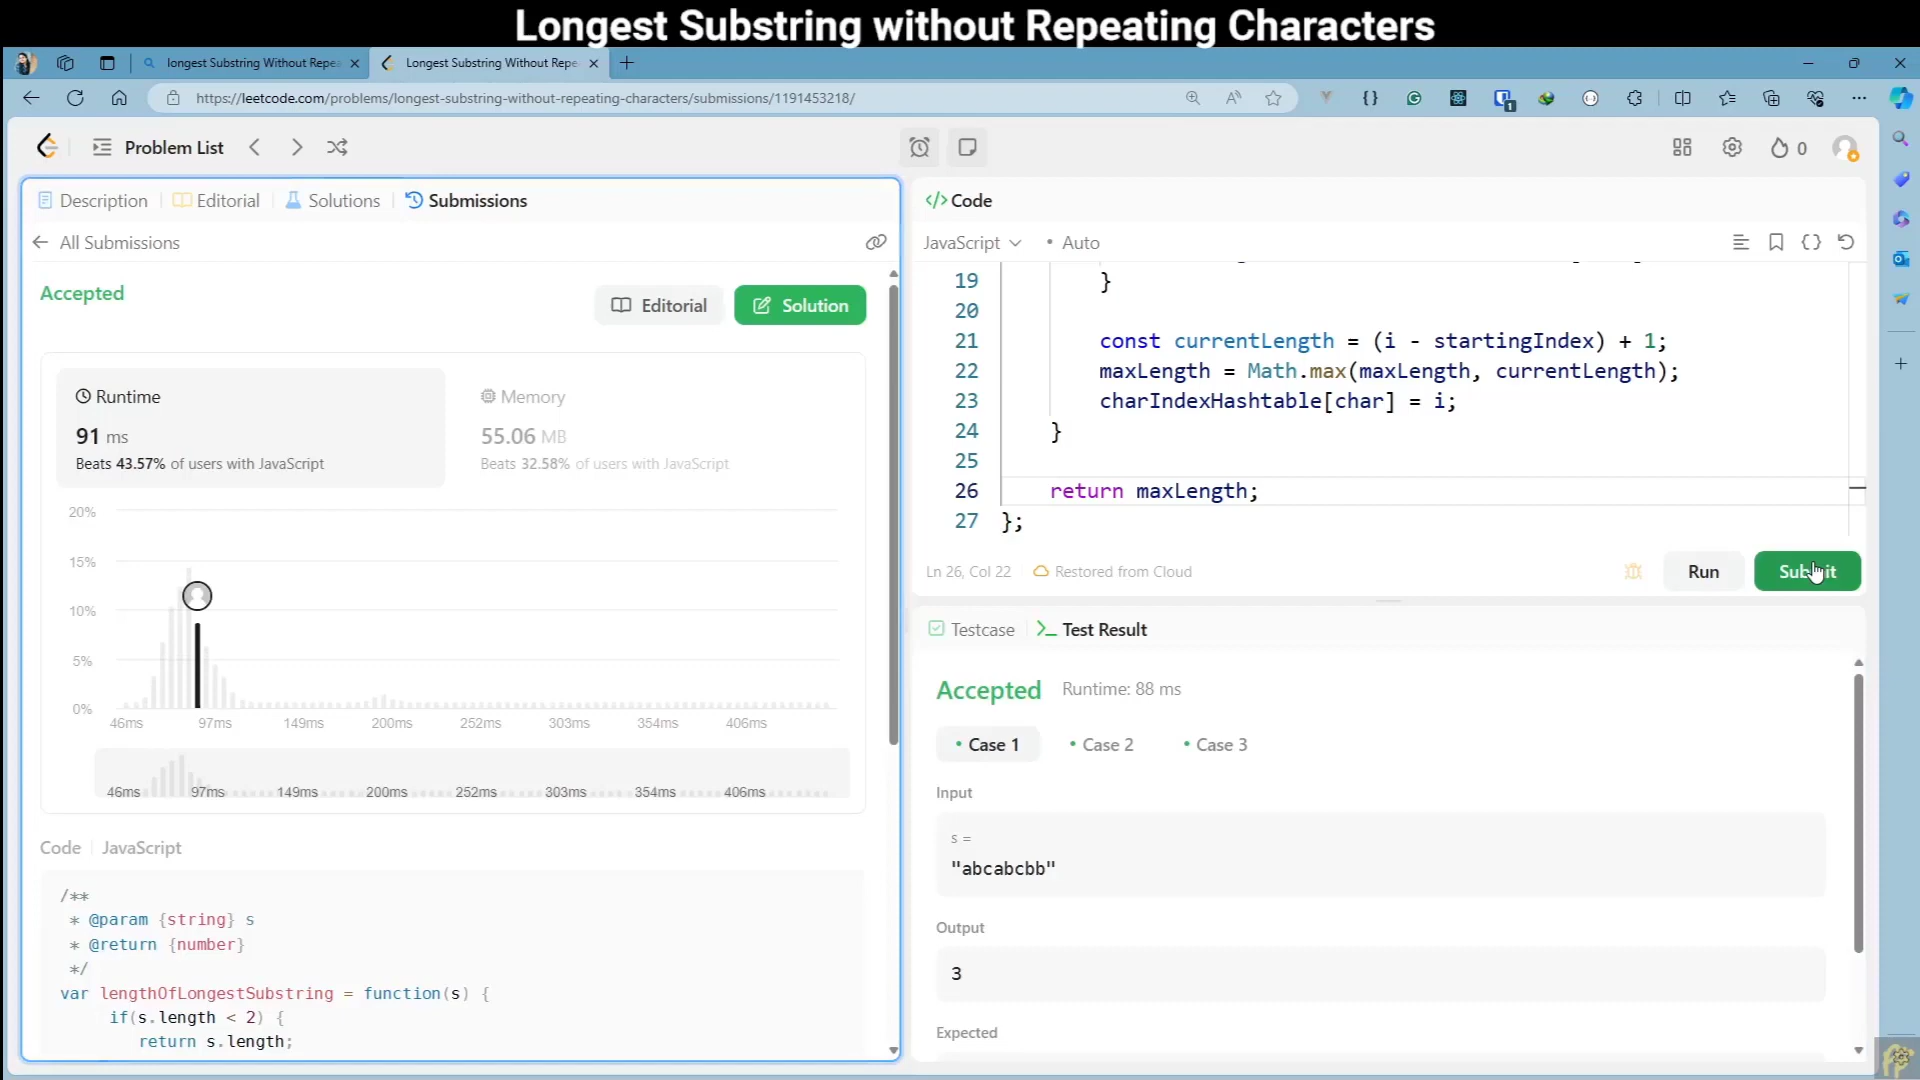 Longest Substring without Repeating Characters
longest Substring Without Repea
Longest Substring Without Repe
https://leetcode.com/problems/longest-substring-without-repeating-characters/submissions/1191453218/
Problem List
0
Description
Editorial
Solutions
Submissions
All Submissions
Accepted
Editorial
Solution
Runtime
91 ms
Beats 43.57% of users with JavaScript
Memory
55.06 MB
Beats 32.58% of users with JavaScript
20%
15%
10%
5%
0%
46ms 97ms 149ms 200ms 252ms 303ms 354ms 406ms
46ms 97ms 149ms 200ms 252ms 303ms 354ms 406ms
Code JavaScript
/**
* @param {string} s
* @return {number}
*/
var lengthOfLongestSubstring = function(s) {
if(s.length < 2) {
return s.length;
</> Code
JavaScript • Auto
19 }
20
21 const currentLength = (i - startingIndex) + 1;
22 maxLength = Math.max(maxLength, currentLength);
23 charIndexHashtable[char] = i;
24 }
25
26 return maxLength;
27 };
Ln 26, Col 22 Restored from Cloud
Run
Submit
Testcase
Test Result
Accepted Runtime: 88 ms
• Case 1 • Case 2 • Case 3
Input
s =
"abcabcbb"
Output
3
Expected